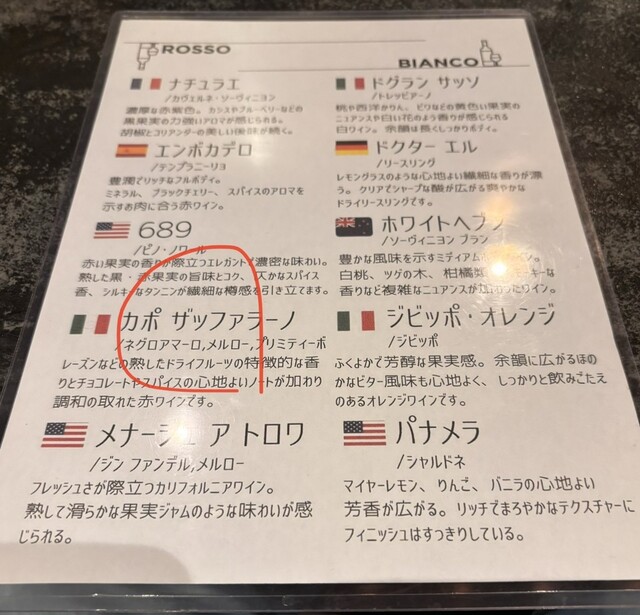 ROSSO
ナチュラエ
/カヴェルネ・ソーヴィニヨン
濃厚な赤紫色。カシスやブルーベリーなどの
黒果実の力強いアロマが感じられる。
胡椒とコリアンダーの美しい後味が続く。
エンボカデロ
/テンプラニーリョ
豊潤でリッチなフルボディ。
ミネラル、ブラックチェリー、スパイスのアロマを
示すお肉に合う赤ワイン。
689
/ピノ・ノワール
赤い果実の香りが際立つエレガント/濃密な味わい。
熟した黒・赤果実の旨味とコク、スパイス
香、シルキーなタンニンが繊細な樽感を引き立てます。
カポ ザッファラーノ
/ネグロアマーロ,メルロー,プリミティーボ
レーズンなどの熟したドライフルーツの特徴的な香
りとチョコレートやスパイスの心地よいノートが加わり
調和の取れた赤ワインです。
メナージュ ア トロワ
/ジン ファンデル,メルロー
フレッシュさが際立つカリフォルニアワイン。
熟して滑らかな果実ジャムのような味わいが感
じられる。
BIANCO
ドグラン サッソ
/トレッビアーノ
桃や西洋かりん、ビワなどの黄色い果実の
ニュアンスや白い花のよう香りが感じられる
白ワイン。余韻は長くしっかりボディ。
ドクター エル
/リースリング
レモングラスのような心地よい繊細な香りが漂
う。クリアでシャープな酸が広がる爽やかな
ドライリースリングです。
ホワイトヘブン
/ソーヴィニヨン ブラン
豊かな風味を示すミディアム
白桃、ツゲの木、柑橘類
香りなど複雑なニュアンスが加わったワイン。
ジビッポ・オレンジ
/ジビッポ
ふくよかで芳醇な果実感。余韻に広がるほの
かなビター風味も心地よく、しっかりと飲みごたえ
のあるオレンジワインです。
パナメラ
/シャルドネ
マイヤーレモン、りんご、バニラの心地よい
芳香が広がる。リッチでまろやかなテクスチャーに
フィニッシュはすっきりしている。